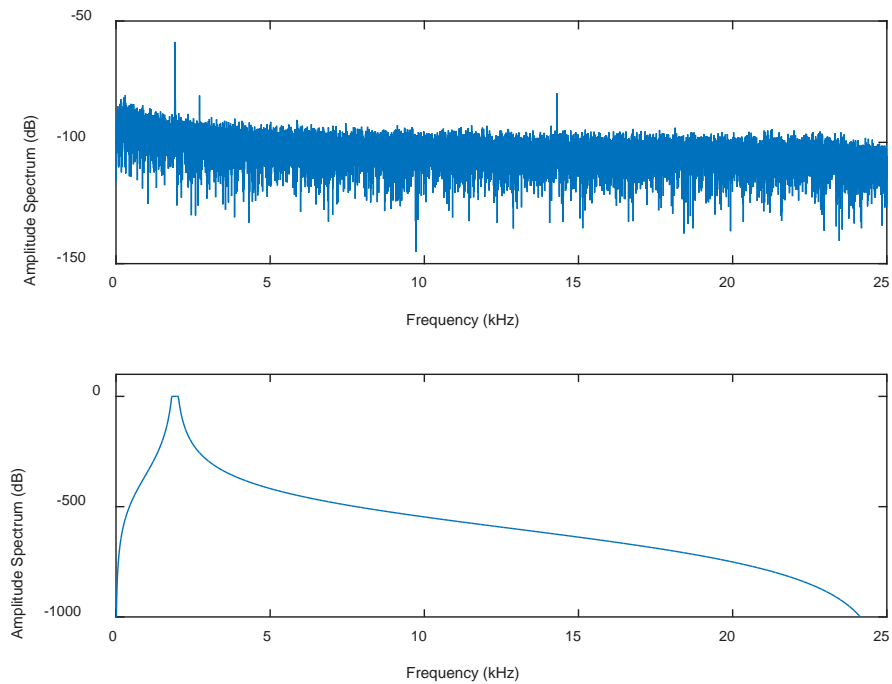 -50
-100
-150
Amplitude Spectrum (dB)
0 5 10 15 20 25
Frequency (kHz)
0
-500
-1000
Amplitude Spectrum (dB)
0 5 10 15 20 25
Frequency (kHz)